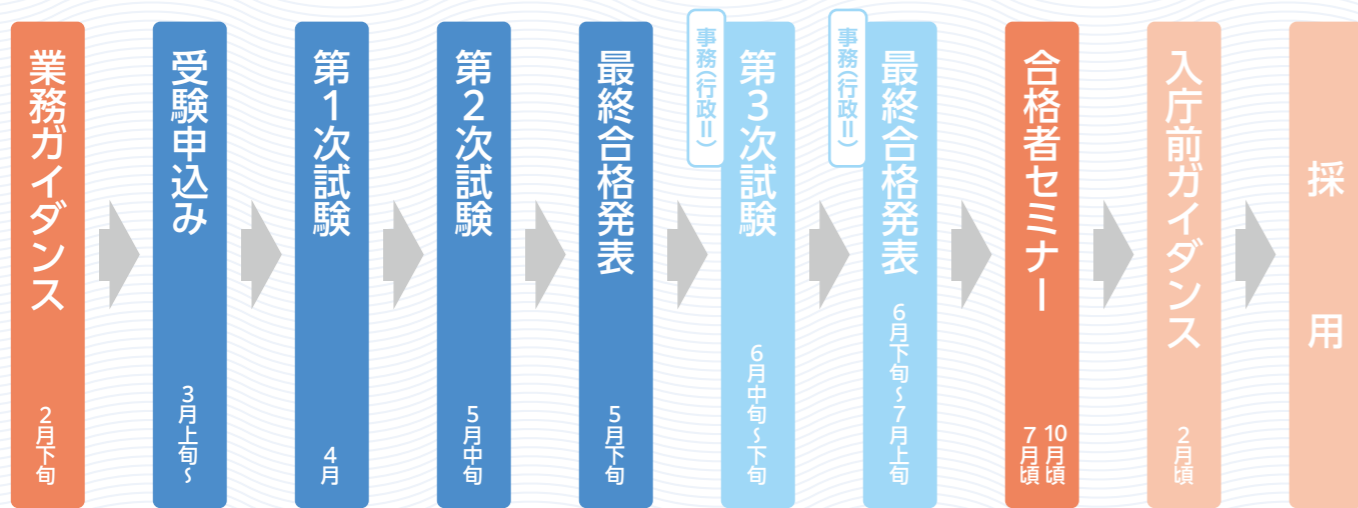 業務ガイダンス
2月下旬
受験申込み
3月上旬〜
第1次試験
4月
第2次試験
5月中旬
最終合格発表
5月下旬
事務(行政Ⅱ)
第3次試験
6月中旬〜下旬
事務(行政Ⅱ)
最終合格発表
6月下旬〜7月上旬
合格者セミナー
10月頃
7月頃
入庁前ガイダンス
2月頃
採用